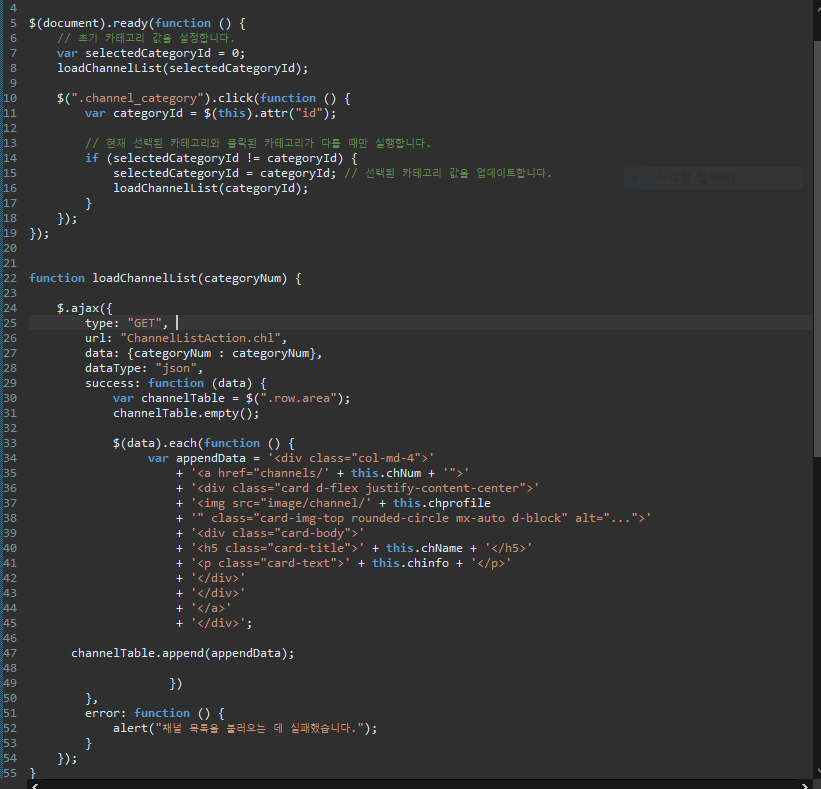 4
5 $(document).ready(function () {
6 // 초기 카테고리 값을 설정합니다.
7 var selectedCategoryId = 0;
8 loadChannelList(selectedCategoryId);
9
10 $(".channel_category").click(function () {
11 var categoryId = $(this).attr("id");
12
13 // 현재 선택된 카테고리와 클릭된 카테고리가 다를 때만 실행합니다.
14 if (selectedCategoryId != categoryId) {
15 selectedCategoryId = categoryId; // 선택된 카테고리 값을 업데이트합니다.
16 loadChannelList(categoryId);
17 }
18 });
19 });
20
21
22 function loadChannelList(categoryNum) {
23
24 $.ajax({
25 type: "GET",
26 url: "ChannelListAction.chl",
27 data: {categoryNum : categoryNum},
28 dataType: "json",
29 success: function (data) {
30 var channelTable = $(".row.area");
31 channelTable.empty();
32
33 $(data).each(function () {
34 var appendData = '<div class="col-md-4">'
35 + '<a href="channels/' + this.chNum + '">'
36 + '<div class="card d-flex justify-content-center">'
37 + '<img src="image/channel/' + this.chprofile
38 + '" class="card-img-top rounded-circle mx-auto d-block" alt="...">'
39 + '<div class="card-body">'
40 + '<h5 class="card-title">' + this.chName + '</h5>'
41 + '<p class="card-text">' + this.chinfo + '</p>'
42 + '</div>'
43 + '</div>'
44 + '</a>'
45 + '</div>';
46
47 channelTable.append(appendData);
48
49 })
50 },
51 error: function () {
52 alert("채널 목록을 불러오는 데 실패했습니다.");
53 }
54 });
55 }